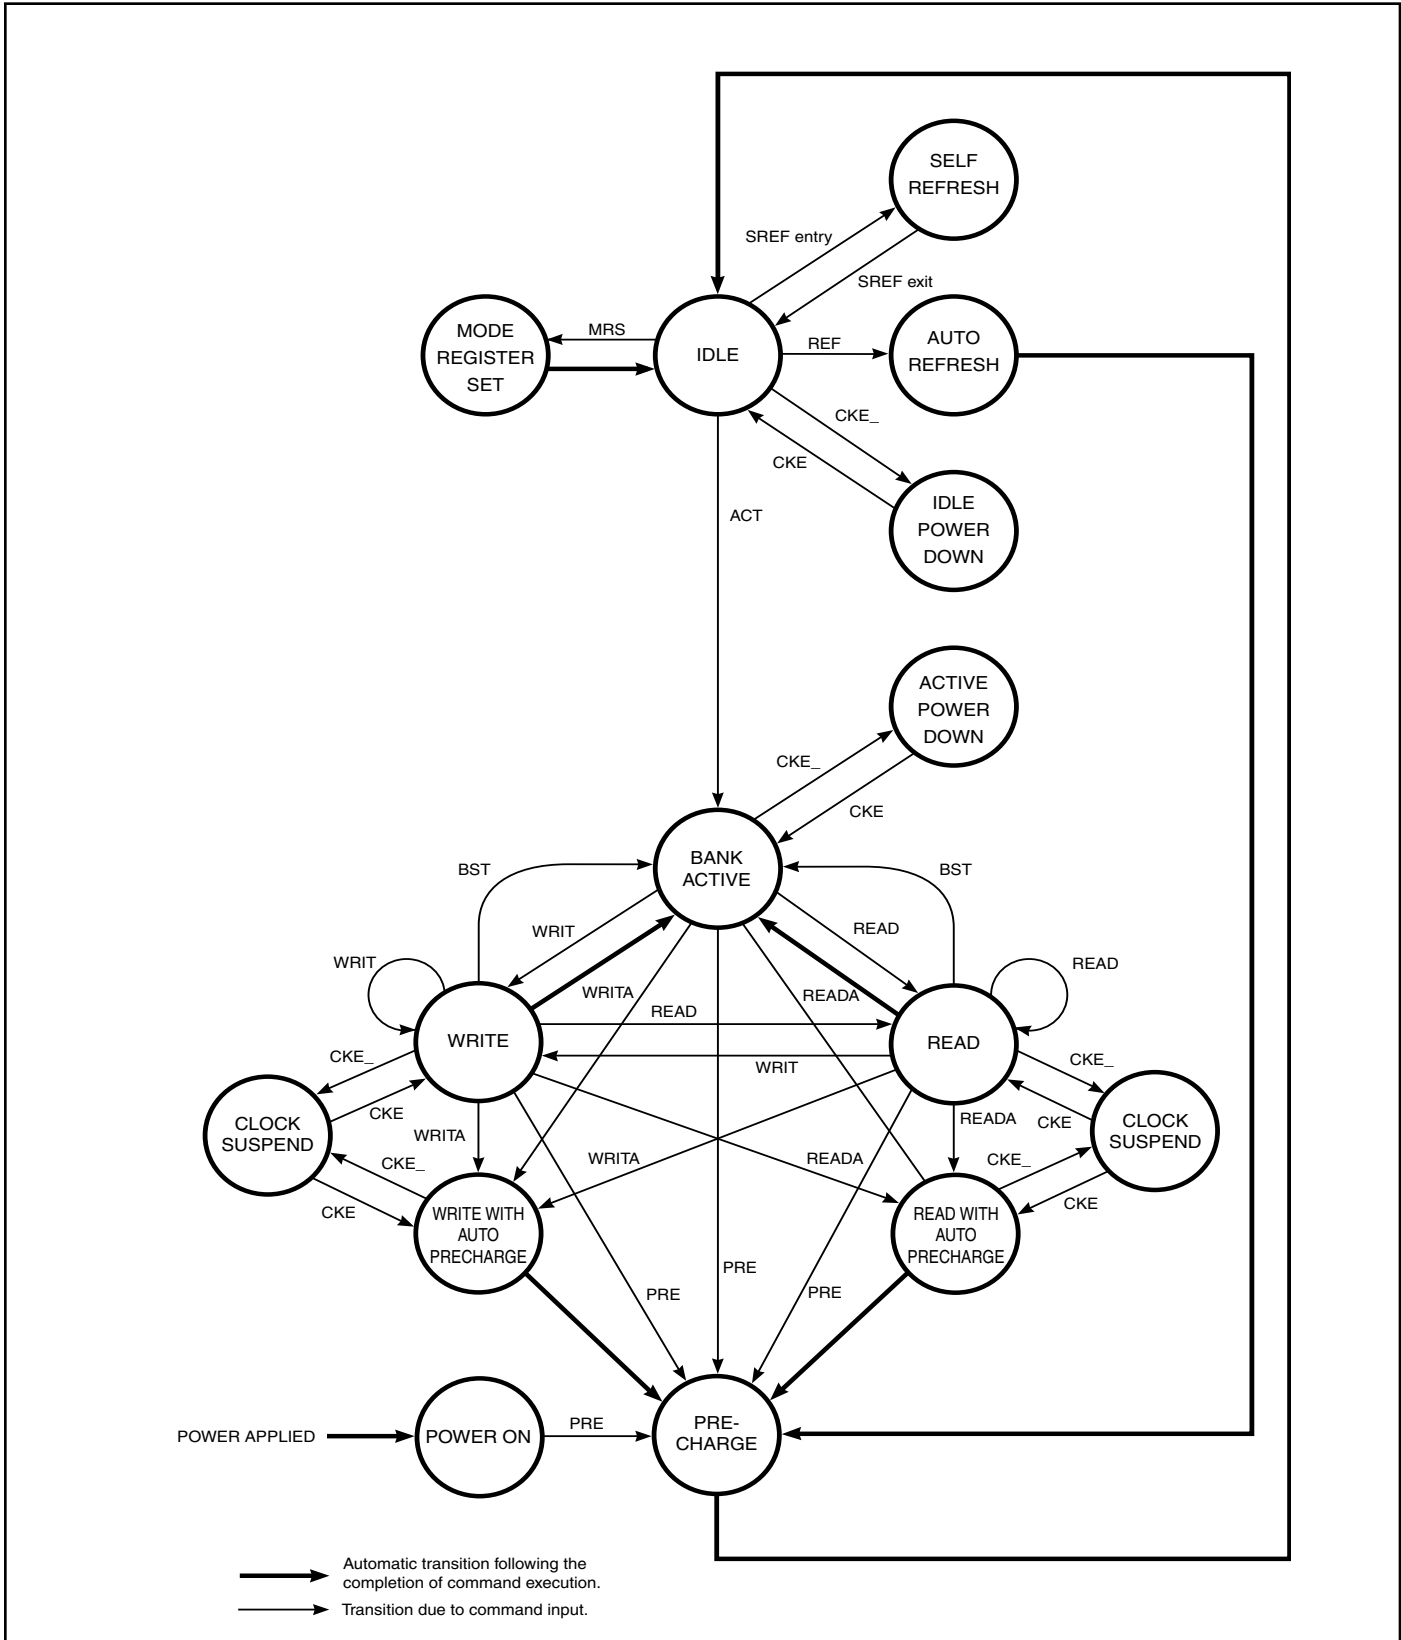 SELF
REFRESH
SREF entry
SREF exit
MODE
REGISTER
SET
MRS
IDLE
REF
AUTO
REFRESH
CKE_
CKE
IDLE
POWER
DOWN
ACT
ACTIVE
POWER
DOWN
CKE_
CKE
BANK
ACTIVE
BST
BST
WRIT
READ
WRIT
READ
WRITA
READA
READ
WRITE
READ
WRIT
CKE_
CKE_
CKE
CKE
CLOCK
SUSPEND
CLOCK
SUSPEND
WRITA
READA
WRITA
READA
CKE_
CKE_
CKE
CKE
WRITE WITH
AUTO
PRECHARGE
READ WITH
AUTO
PRECHARGE
PRE
PRE
PRE
POWER APPLIED
POWER ON
PRE
PRE-
CHARGE
Automatic transition following the
completion of command execution.
Transition due to command input.